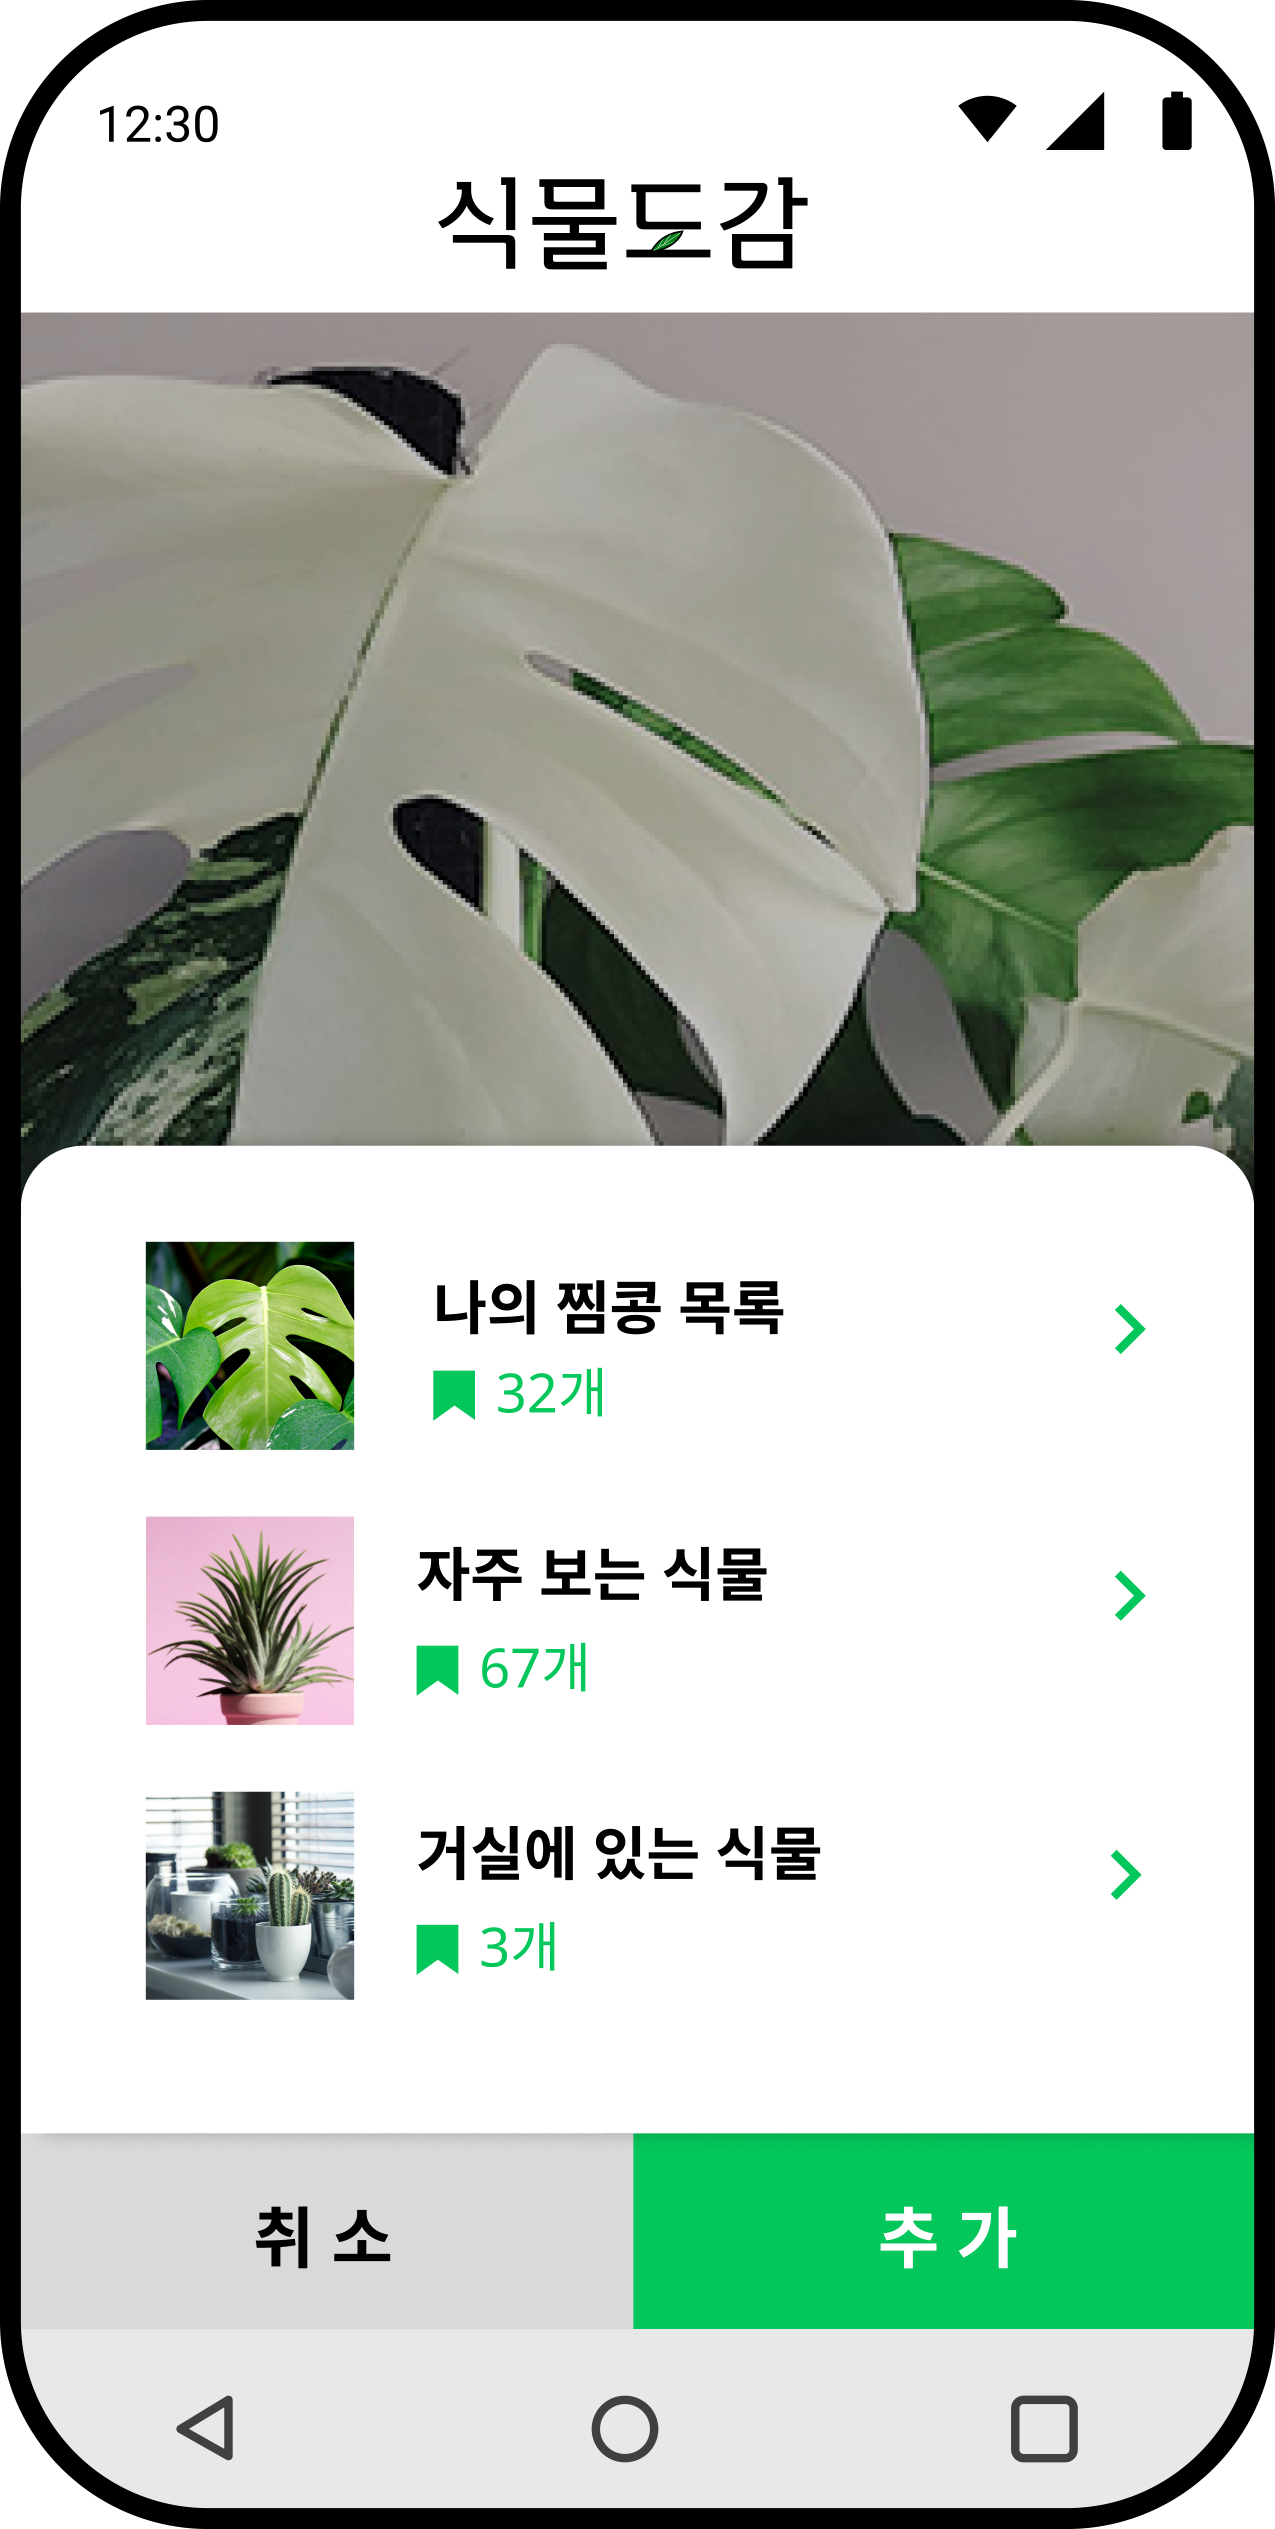 12:30
식물도감
나의 찜콩 목록
32개
자주 보는 식물
67개
거실에 있는 식물
3개
취 소
추 가